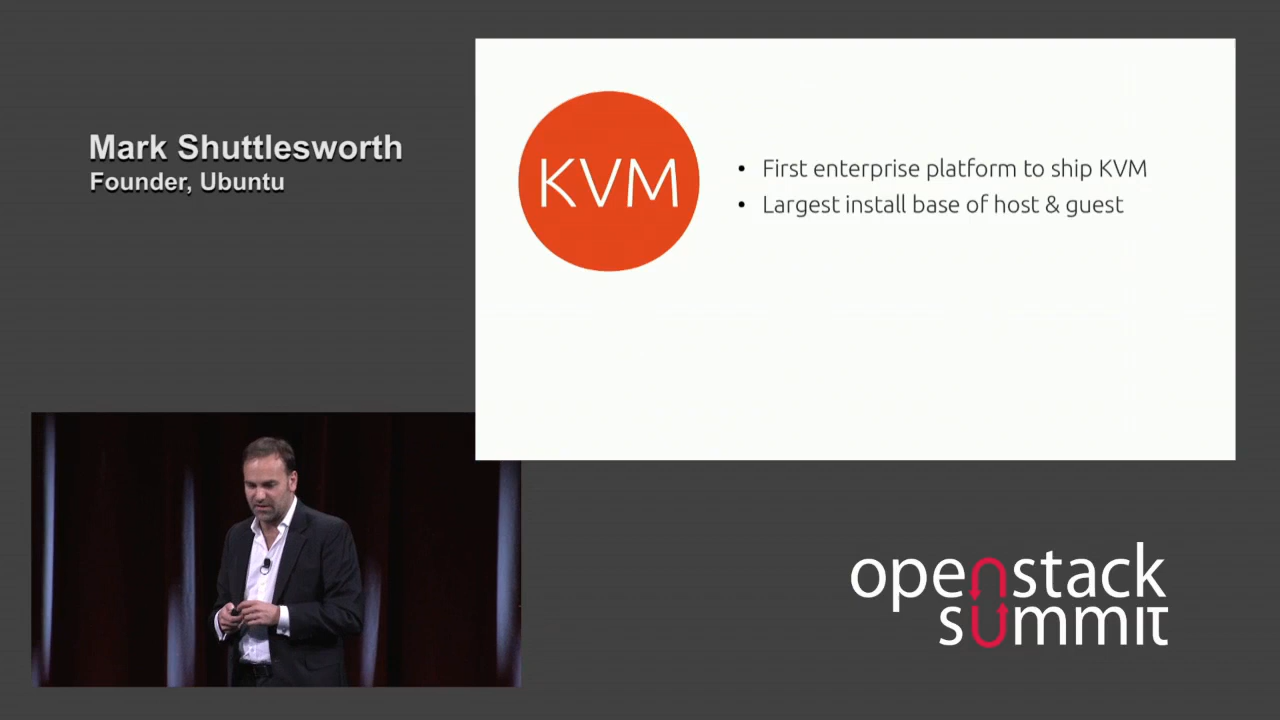 Mark Shuttlesworth
Founder, Ubuntu
KVM
• First enterprise platform to ship KVM
• Largest install base of host & guest
openstack
summit